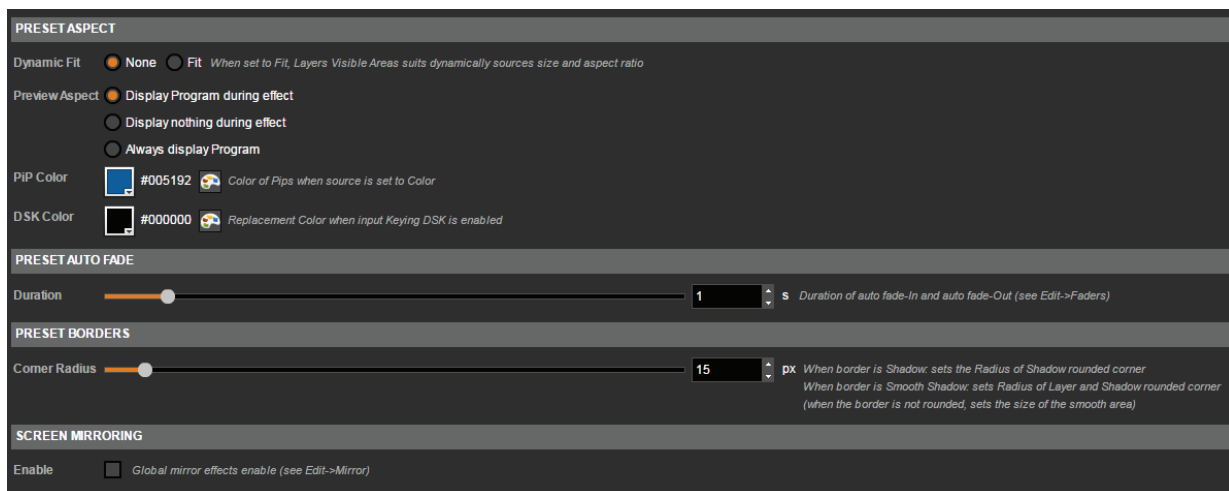 PRESET ASPECT
Dynamic Fit None Fit When set to Fit, Layers Visible Areas suits dynamically sources size and aspect ratio
Preview Aspect Display Program during effect
Display nothing during effect
Always display Program
PiP Color #005192 Color of Pips when source is set to Color
DSK Color #000000 Replacement Color when input Keying DSK is enabled
PRESET AUTO FADE
Duration 1 s Duration of auto fade-In and auto fade-Out (see Edit->Faders)
PRESET BORDERS
Corner Radius 15 px When border is Shadow: sets the Radius of Shadow rounded corner
When border is Smooth Shadow: sets Radius of Layer and Shadow rounded corner
(when the border is not rounded, sets the size of the smooth area)
SCREEN MIRRORING
Enable Global mirror effects enable (see Edit->Mirror)